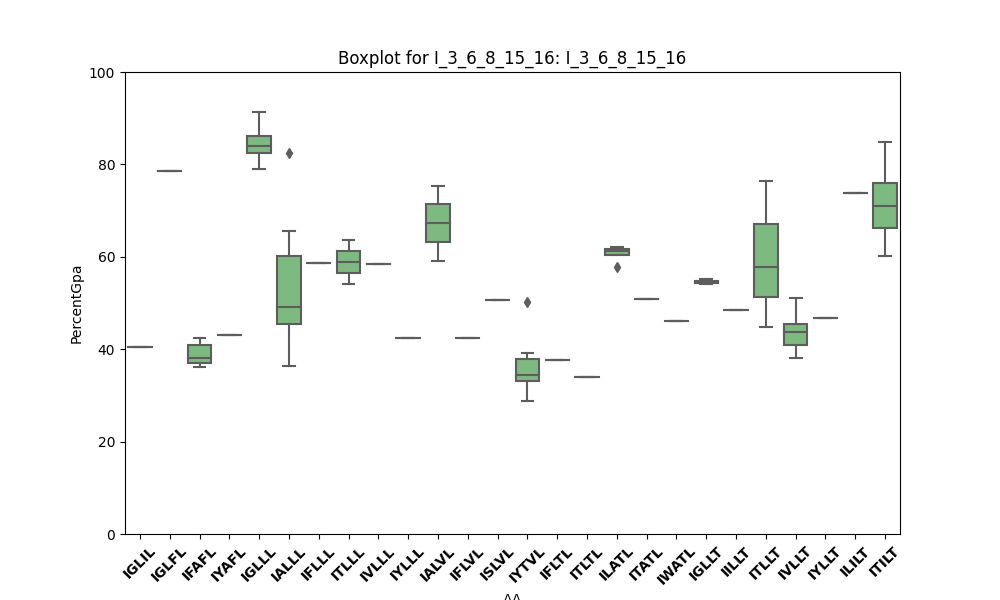 Boxplot for I_3_6_8_15_16: I_3_6_8_15_16
PercentGpa
100
80
60
40
20
0
IGLIL
IGLFL
IFAFL
IYAFL
IGLLL
IALLL
IFLLL
ITLLL
IVLLL
IYLLL
IALVL
IFLVL
ISLVL
IYTVL
IFLTL
ITLTL
ILATL
ITATL
IWATL
IGLLT
IILLT
ITLLT
IVLLT
IYLLT
ILILT
ITILT
AA